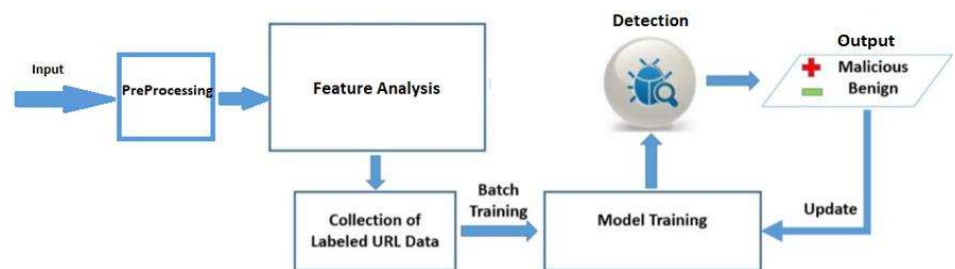 Input
PreProcessing
Feature Analysis
Collection of
Labeled URL Data
Batch
Training
Model Training
Detection
Output
Malicious
Benign
Update